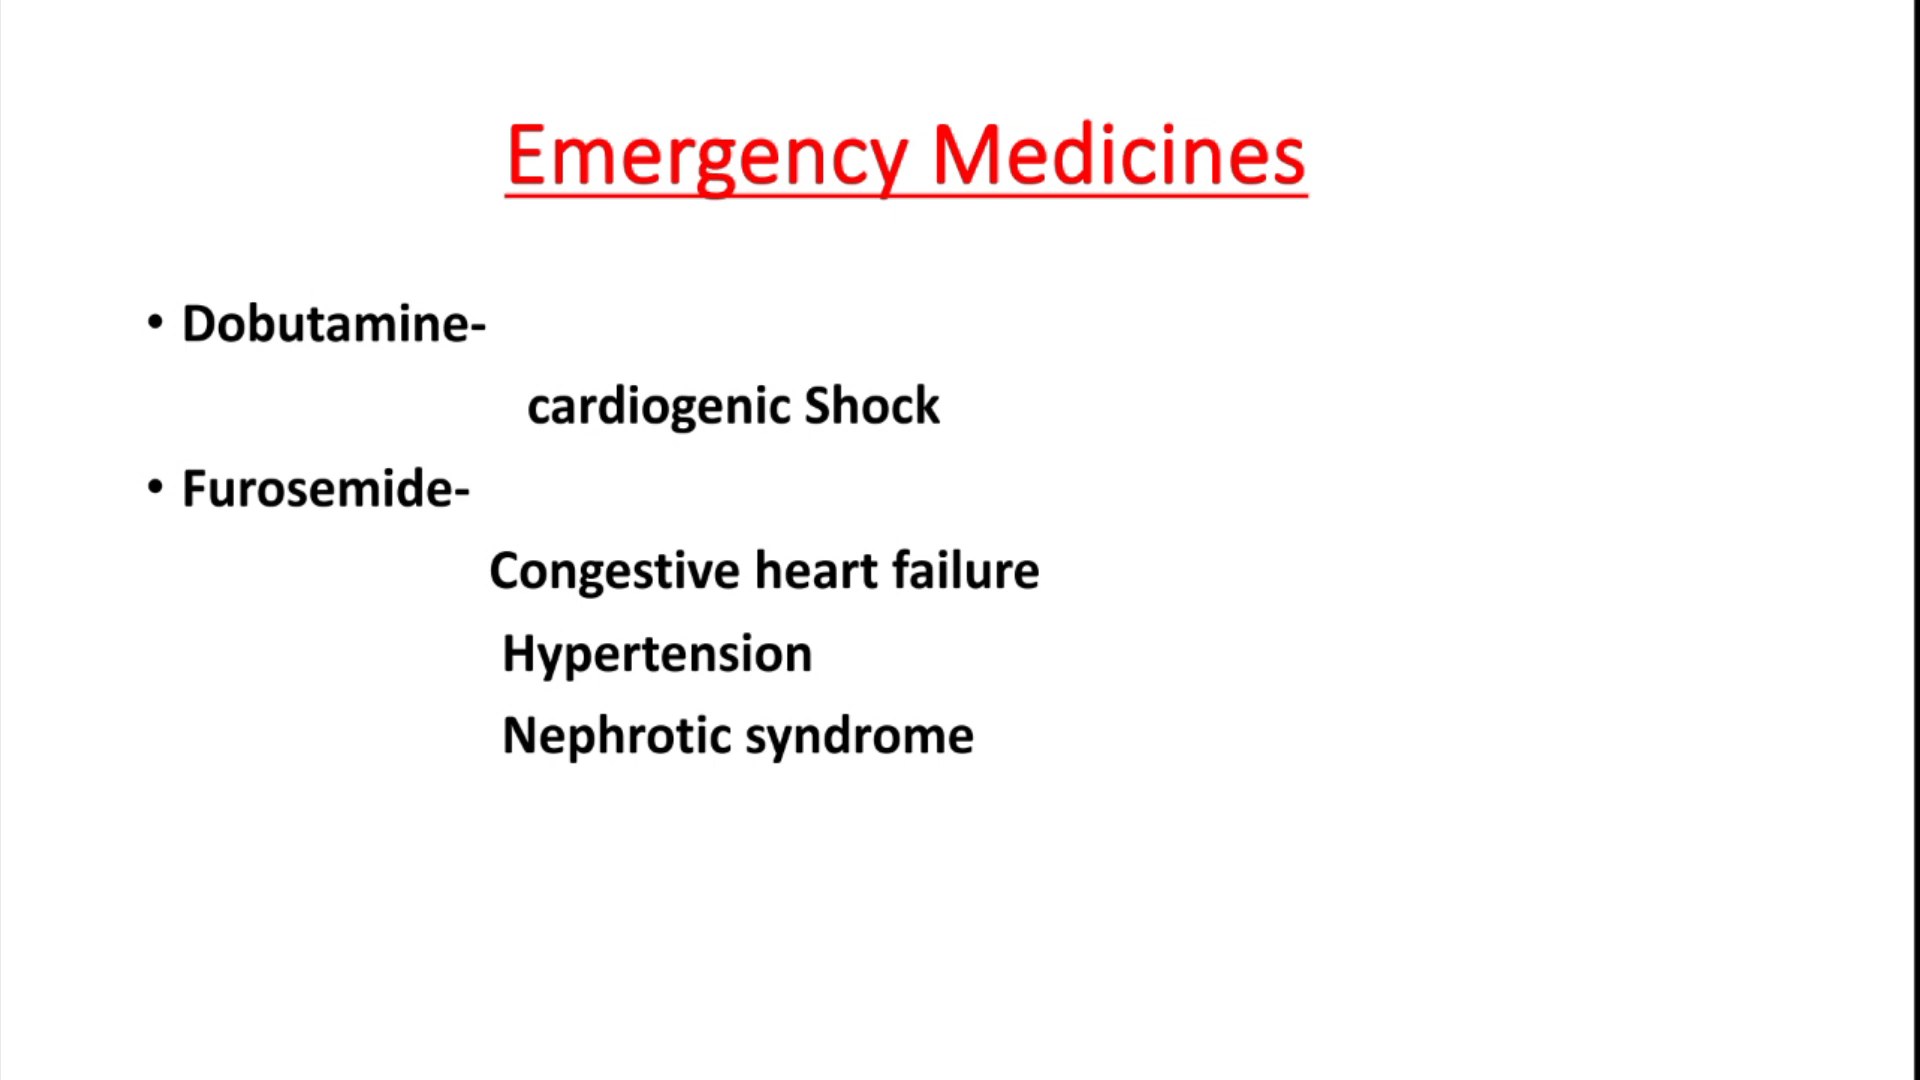 Emergency Medicines
• Dobutamine-
cardiogenic Shock
• Furosemide-
Congestive heart failure
Hypertension
Nephrotic syndrome